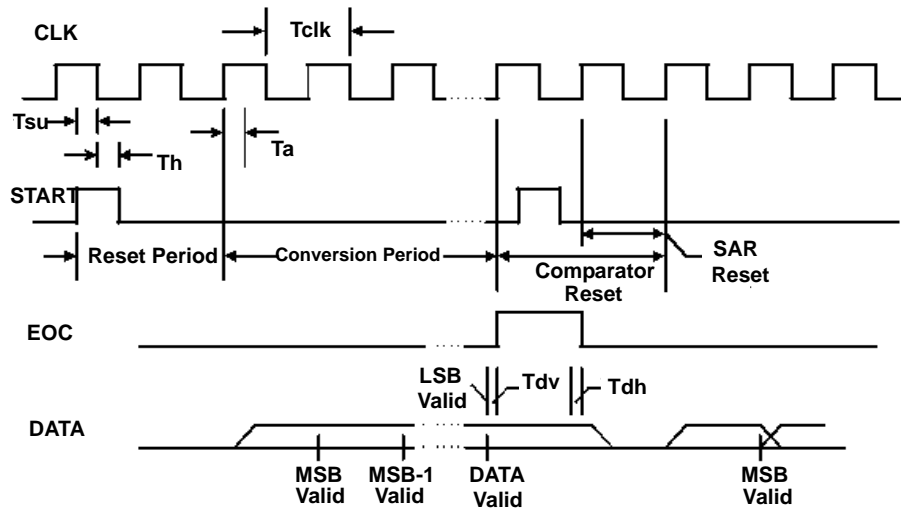 CLK
Tclk
Tsu
Th
Ta
START
Reset Period
Conversion Period
Comparator
Reset
SAR
Reset
EOC
LSB
Valid
Tdv
Tdh
DATA
MSB
Valid
MSB-1
Valid
DATA
Valid
MSB
Valid